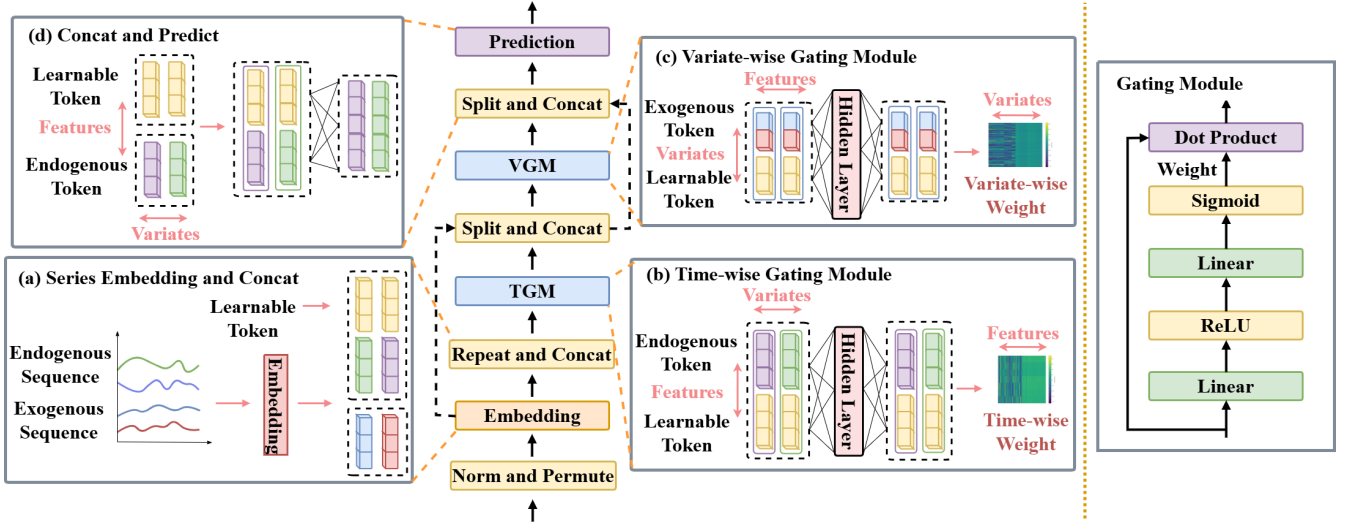 (d) Concat and Predict
Learnable
Token
Features
Endogenous
Token
Variates
(a) Series Embedding and Concat
Learnable
Token
Endogenous
Sequence
Exogenous
Sequence
Embedding
Prediction
Split and Concat
VGM
Split and Concat
TGM
Repeat and Concat
Embedding
Norm and Permute
(c) Variate-wise Gating Module
Features
Exogenous
Token
Variates
Learnable
Token
Hidden Layer
Variates
Variate-wise
Weight
(b) Time-wise Gating Module
Variates
Endogenous
Token
Features
Learnable
Token
Hidden Layer
Features
Time-wise
Weight
Gating Module
Dot Product
Weight
Sigmoid
Linear
ReLU
Linear